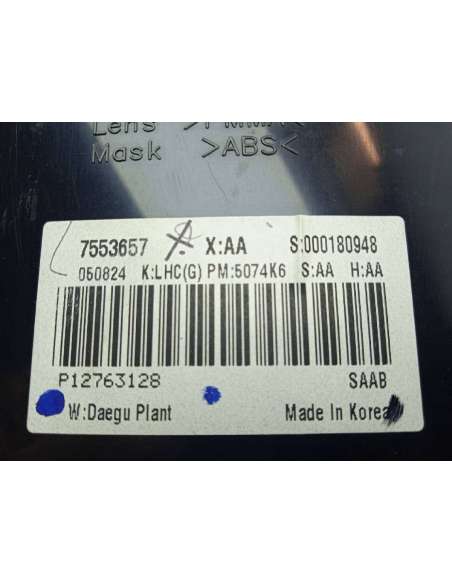 Lens >PMMA<
Mask >ABS<
7553657 X:AA S:000180948
050824 K:LHC(G) PM:5074K6 S:AA H:AA
P12763128 SAAB
W:Daegu Plant Made In Korea